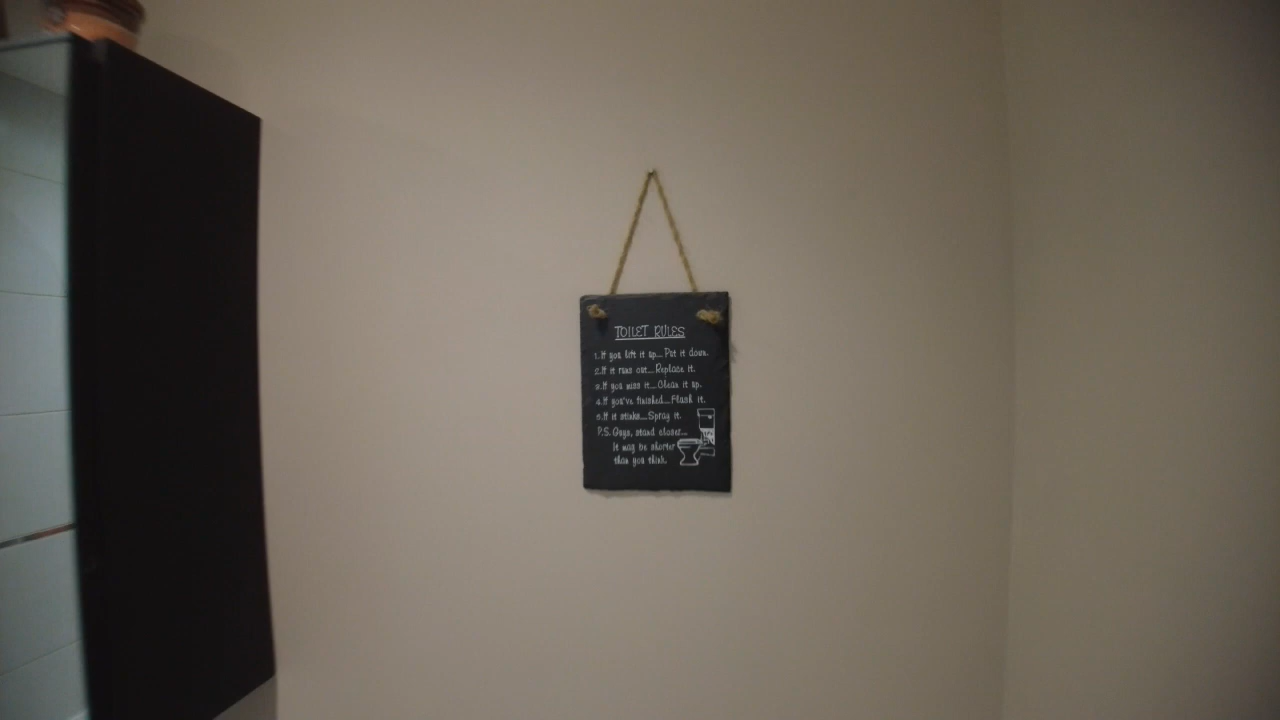 TOILET RULES
1. If you lift it up... Put it down.
2. If it runs out... Replace it.
3. If you miss it... Clean it up.
4. If you've finished... Flush it.
5. If it stinks... Spray it.
P.S. Guys, stand closer...
It may be shorter
than you think.